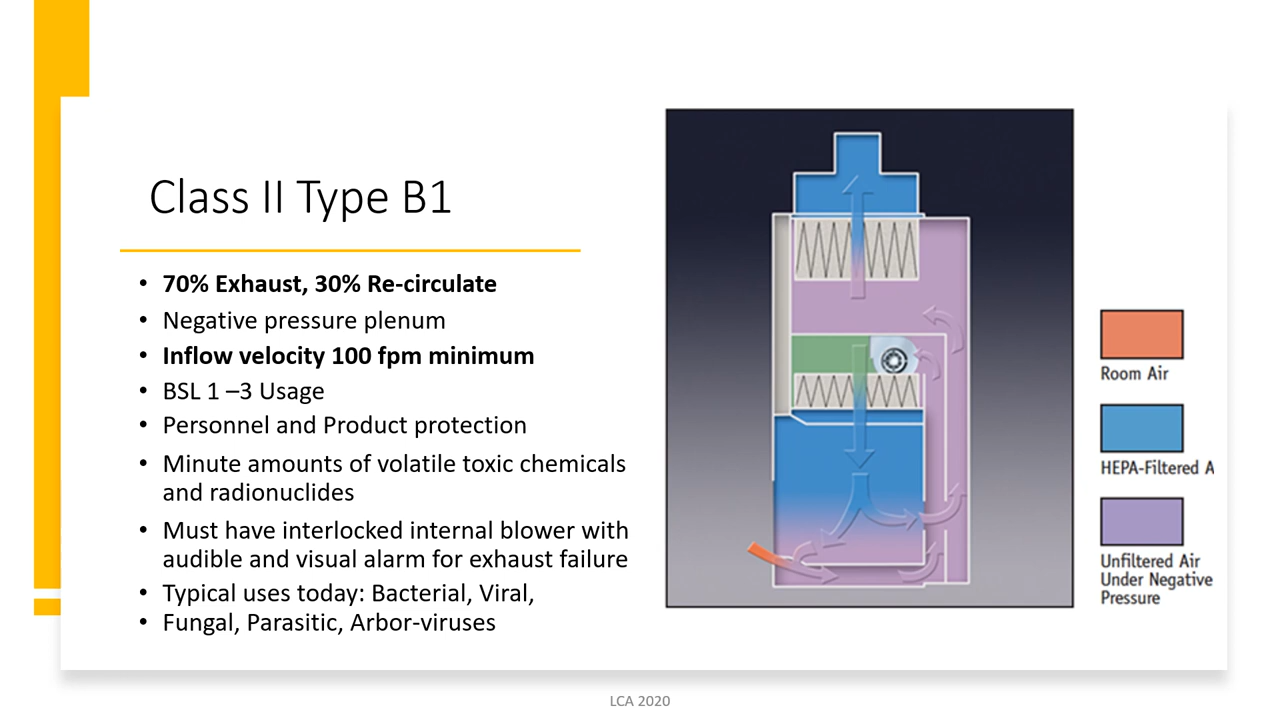 Class II Type B1
• 70% Exhaust, 30% Re-circulate
• Negative pressure plenum
• Inflow velocity 100 fpm minimum
• BSL 1 –3 Usage
• Personnel and Product protection
• Minute amounts of volatile toxic chemicals
and radionuclides
• Must have interlocked internal blower with
audible and visual alarm for exhaust failure
• Typical uses today: Bacterial, Viral,
• Fungal, Parasitic, Arbor-viruses
Room Air
HEPA-Filtered A
Unfiltered Air
Under Negative
Pressure
LCA 2020